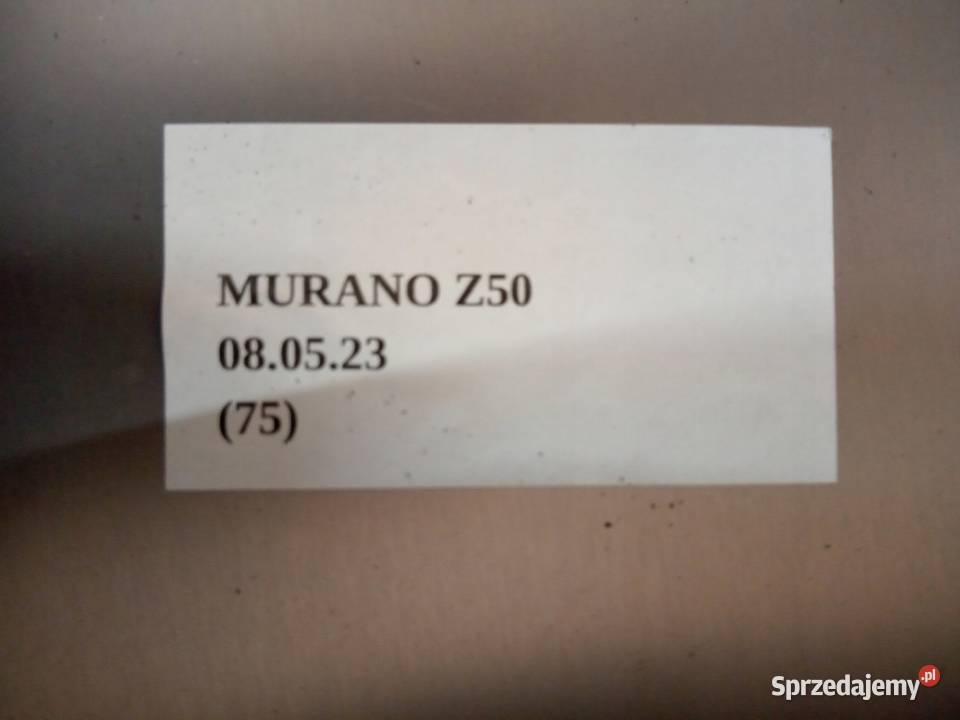 MURANO Z50
08.05.23
(75)
Sprzedajemy.pl